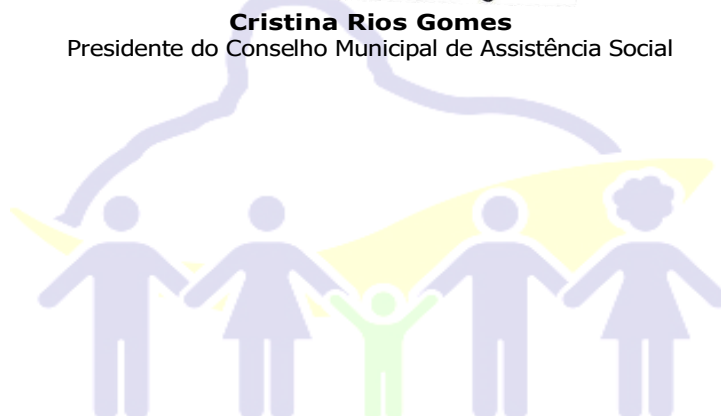 Cristina Rios Gomes
Presidente do Conselho Municipal de Assistência Social